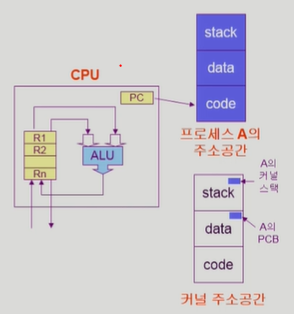 CPU
PC
R1
R2
Rn
ALU
stack
data
code
프로세스 A의
주소공간
A의
커널
스택
stack
data
code
A의
PCB
커널 주소공간